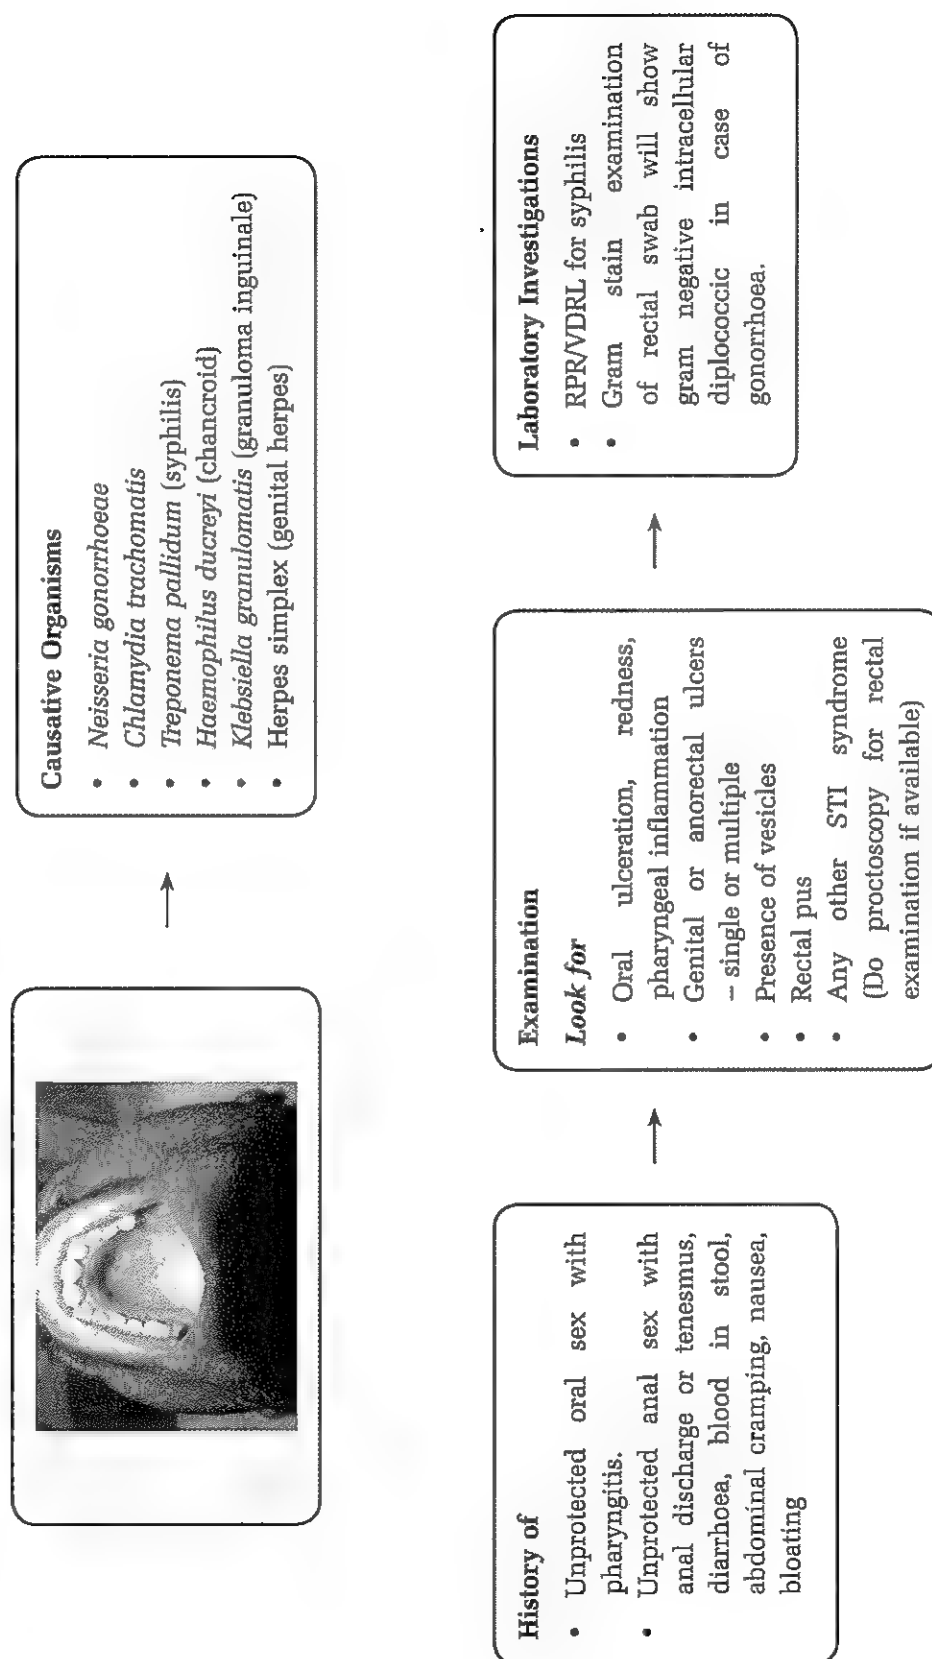 Causative Organisms
• Neisseria gonorrhoeae
• Chlamydia trachomatis
• Treponema pallidum (syphilis)
• Haemophilus ducreyi (chancroid)
• Klebsiella granulomatis (granuloma inguinale)
• Herpes simplex (genital herpes)
History of
• Unprotected oral sex with
pharyngitis.
• Unprotected anal sex with
anal discharge or tenesmus,
diarrhoea, blood in stool,
abdominal cramping, nausea,
bloating
Examination
Look for
• Oral ulceration, redness,
pharyngeal inflammation
• Genital or anorectal ulcers
– single or multiple
• Presence of vesicles
• Rectal pus
• Any other STI syndrome
(Do proctoscopy for rectal
examination if available)
Laboratory Investigations
• RPR/VDRL for syphilis
• Gram stain examination
of rectal swab will show
gram negative intracellular
diplococcic in case of
gonorrhoea.